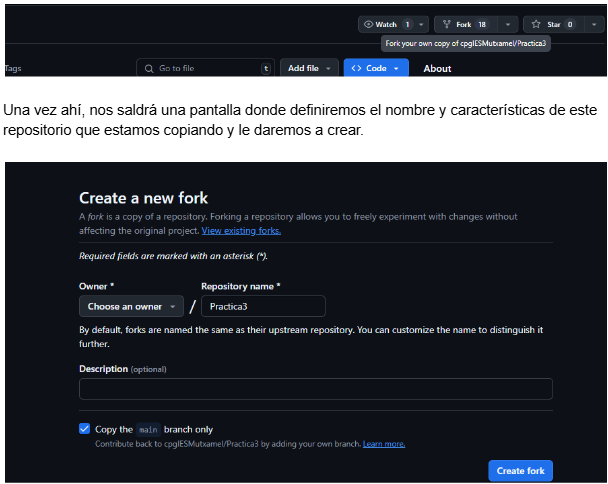 Watch 1 Fork 18 Star 0
Fork your own copy of cpgIESMutxamel/Practica3
Tags Go to file t Add file <> Code About
Una vez ahí, nos saldrá una pantalla donde definiremos el nombre y características de este
repositorio que estamos copiando y le daremos a crear.
Create a new fork
A fork is a copy of a repository. Forking a repository allows you to freely experiment with changes without
affecting the original project. View existing forks.
Required fields are marked with an asterisk (*).
Owner * Repository name *
Choose an owner / Practica3
By default, forks are named the same as their upstream repository. You can customize the name to distinguish it
further.
Description (optional)
Copy the main branch only
Contribute back to cpgIESMutxamel/Practica3 by adding your own branch. Learn more.
Create fork